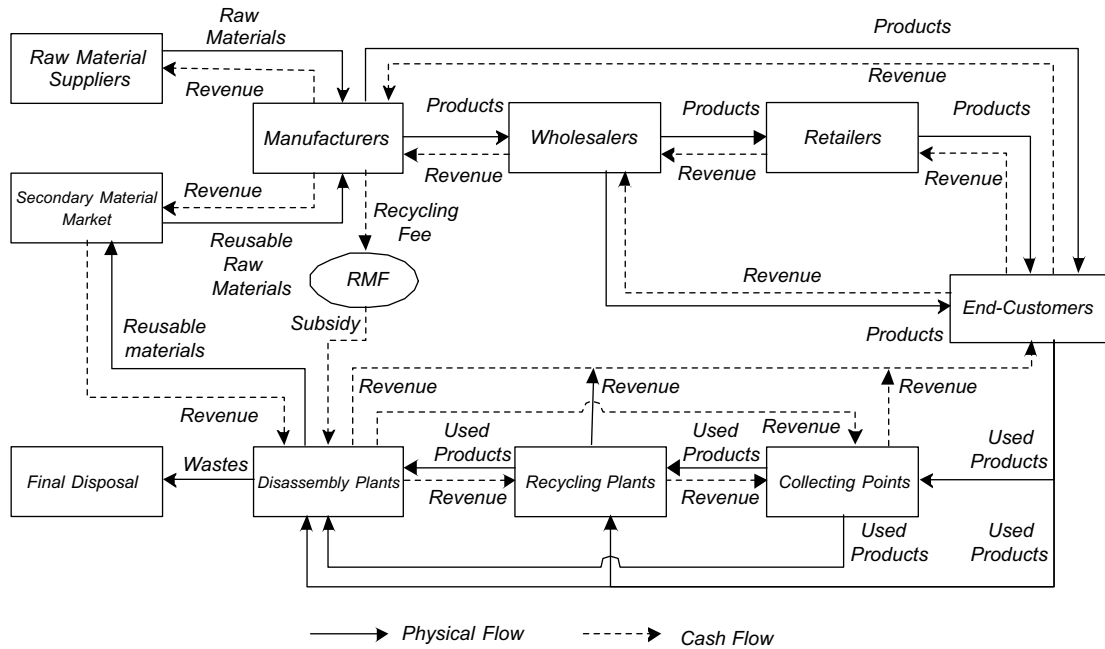 Raw
Materials
Products
Raw Material
Suppliers
Revenue
Revenue
Products
Products
Products
Manufacturers
Wholesalers
Retailers
Revenue
Revenue
Revenue
Revenue
Secondary Material
Market
Recycling
Fee
Reusable
Raw
Materials
RMF
Revenue
End-Customers
Subsidy
Products
Reusable
materials
Revenue
Revenue
Revenue
Revenue
Used
Products
Used
Products
Revenue
Used
Products
Wastes
Final Disposal
Disassembly Plants
Recycling Plants
Collecting Points
Revenue
Revenue
Used
Products
Used
Products
Physical Flow
Cash Flow